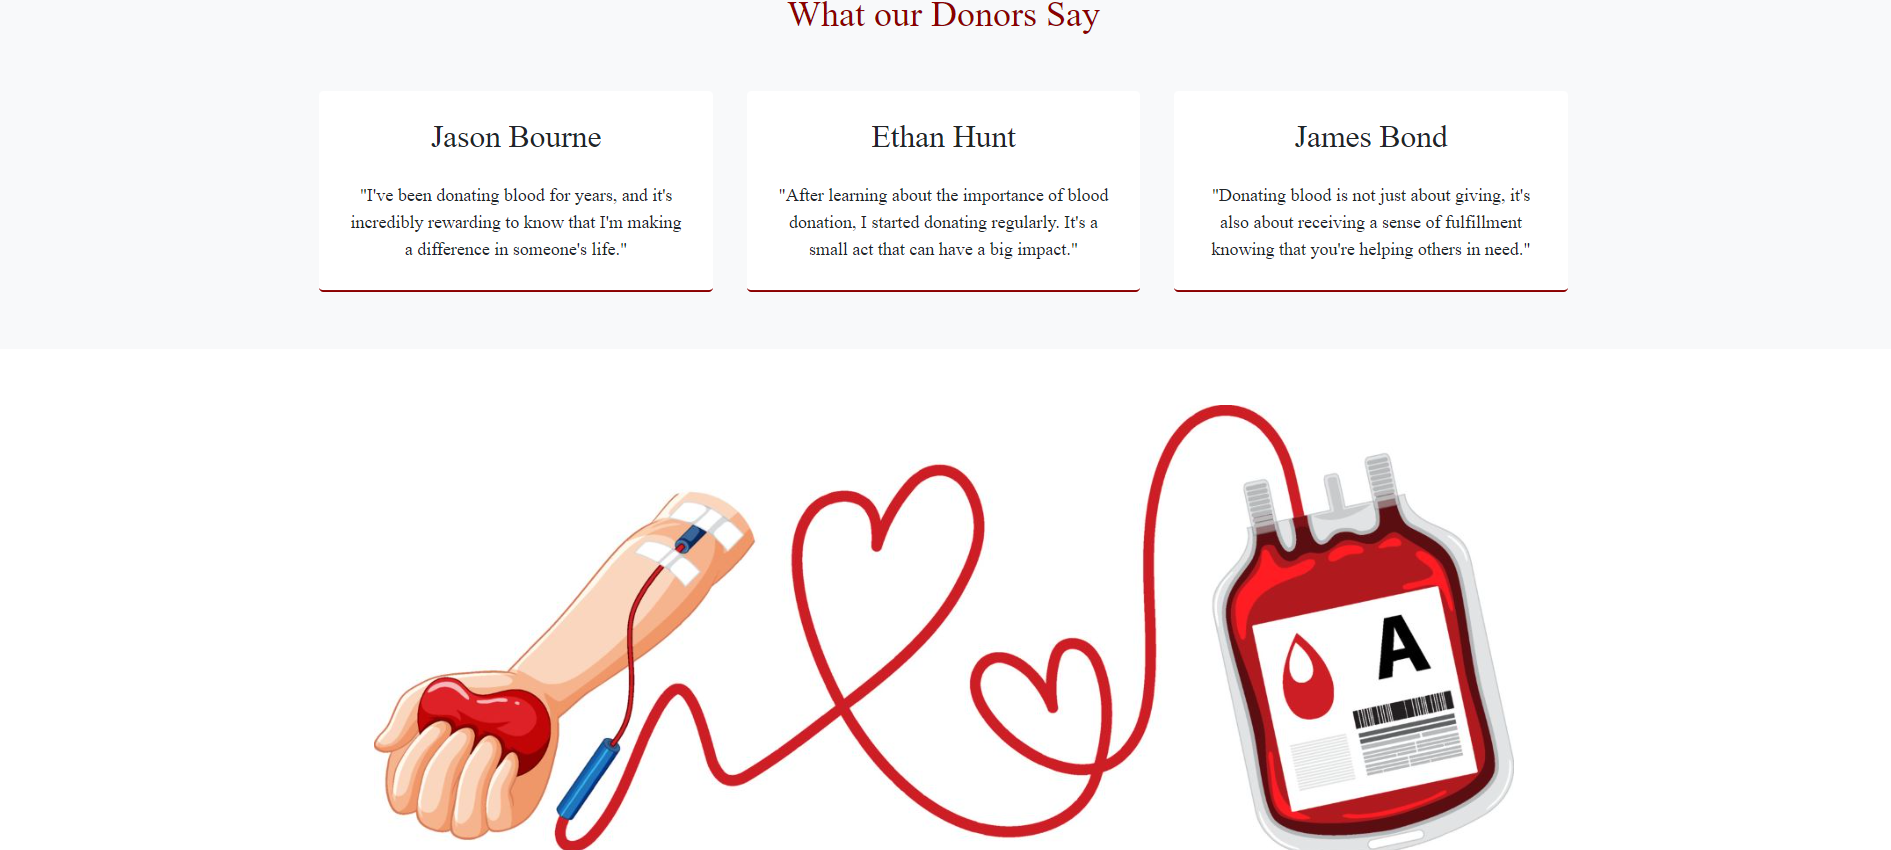 What our Donors Say
Jason Bourne
"I've been donating blood for years, and it's
incredibly rewarding to know that I'm making
a difference in someone's life."
Ethan Hunt
"After learning about the importance of blood
donation, I started donating regularly. It's a
small act that can have a big impact."
James Bond
"Donating blood is not just about giving, it's
also about receiving a sense of fulfillment
knowing that you're helping others in need."
A